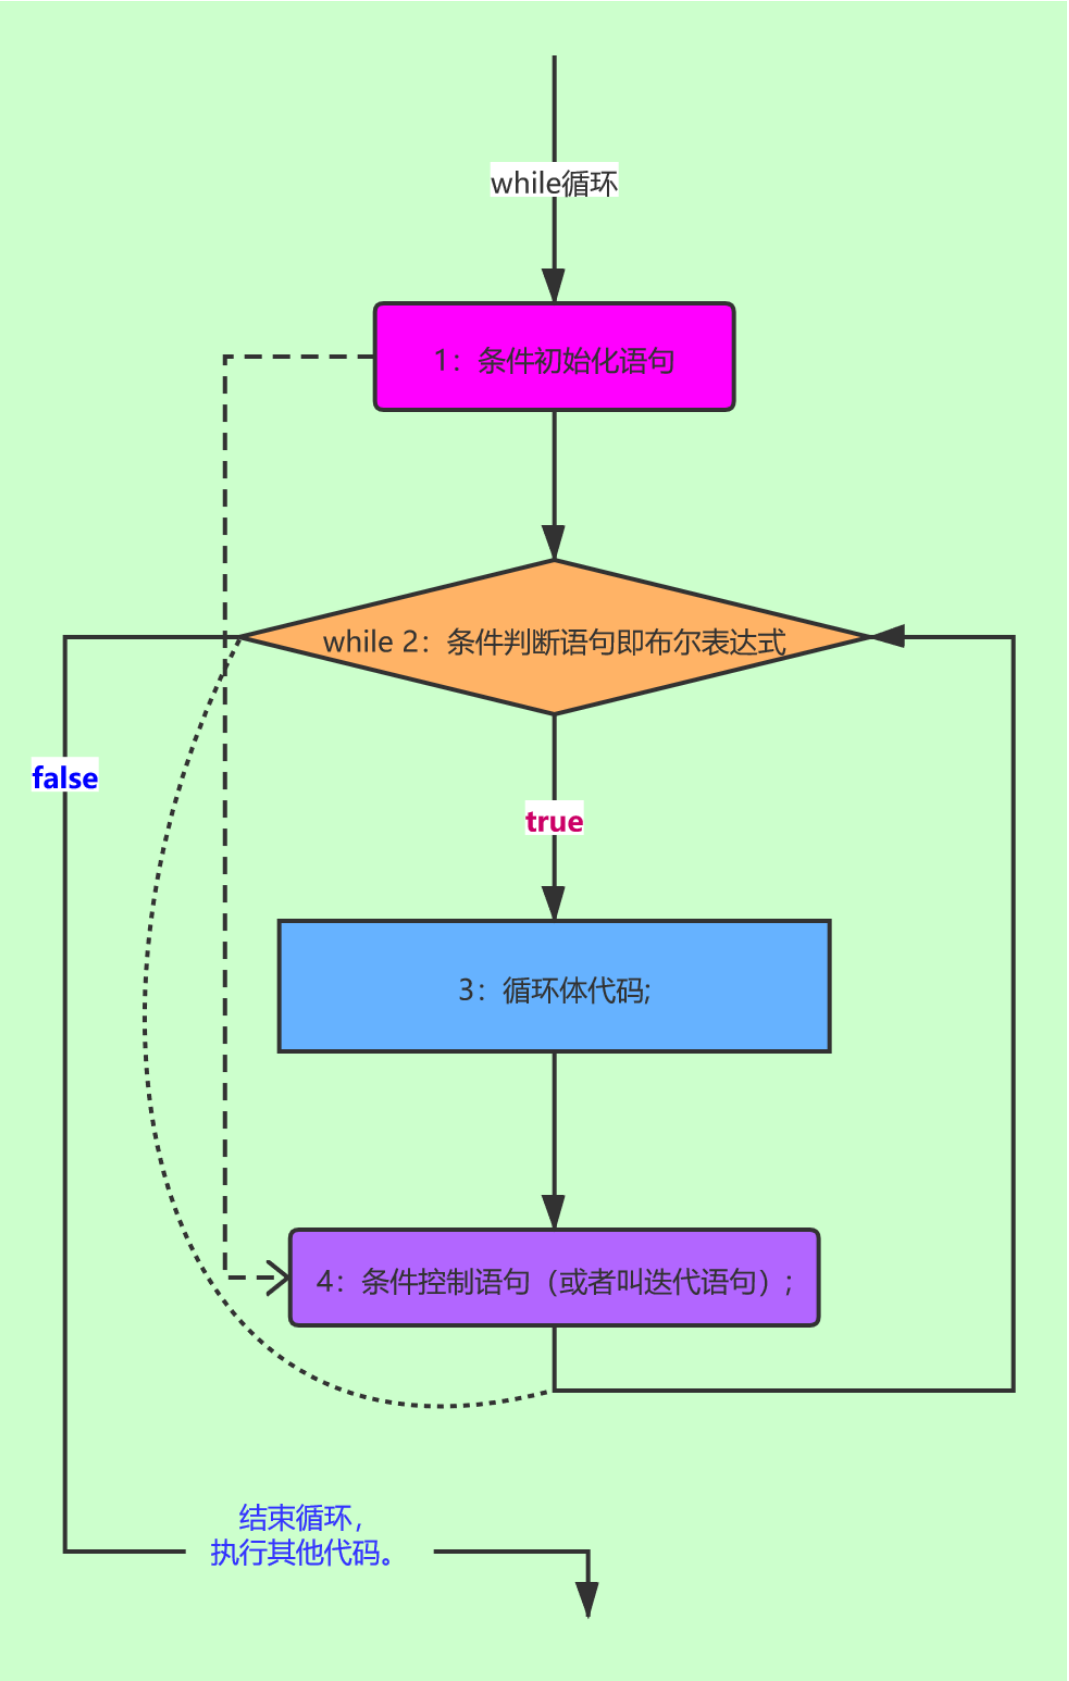 while循环
1：条件初始化语句
while 2：条件判断语句即布尔表达式
false
true
3：循环体代码;
4：条件控制语句（或者叫迭代语句）;
结束循环，
执行其他代码。